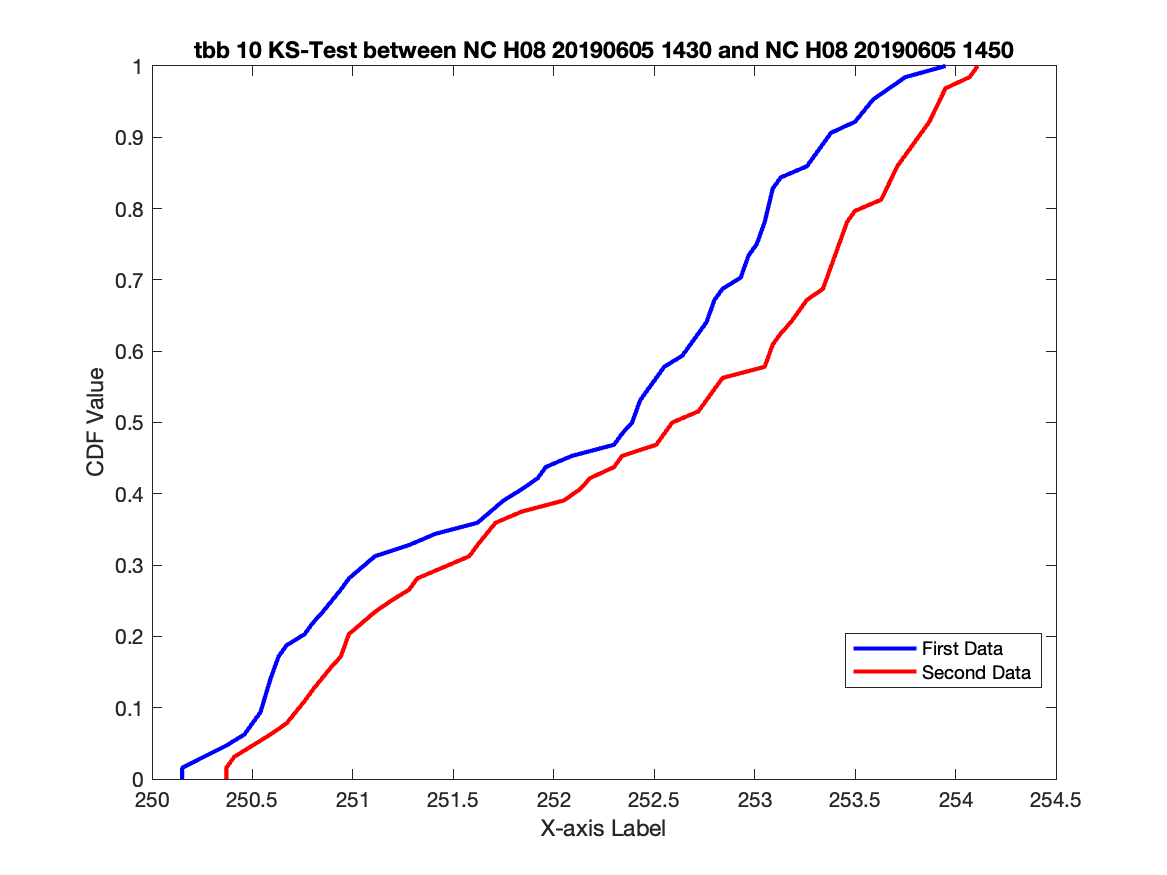 tbb 10 KS-Test between NC H08 20190605 1430 and NC H08 20190605 1450
1
0.9
0.8
0.7
0.6
0.5
0.4
0.3
0.2
0.1
0
CDF Value
First Data
Second Data
250 250.5 251 251.5 252 252.5 253 253.5 254 254.5
X-axis Label